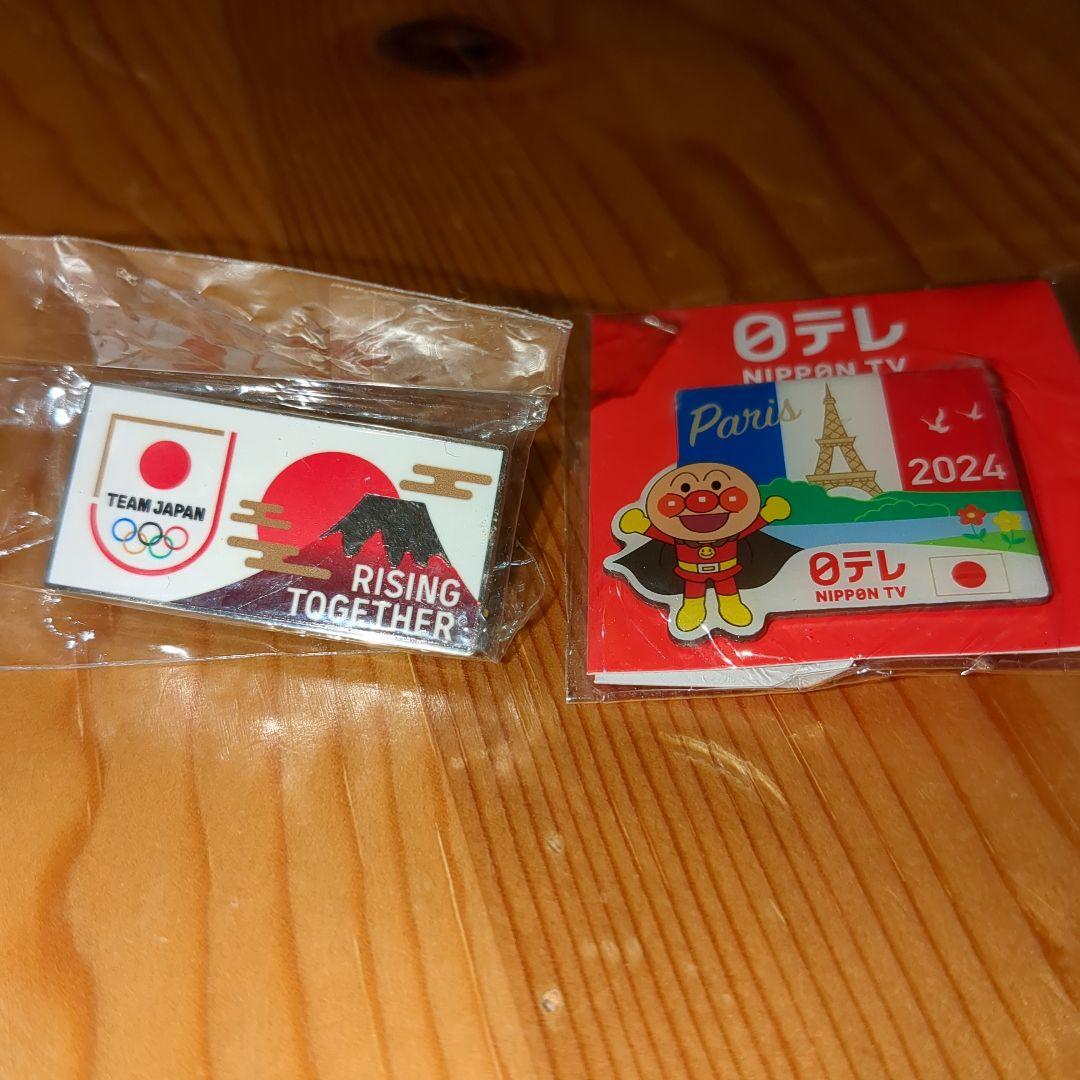 TEAM JAPAN
RISING
TOGETHER
日テレ
NIPPON TV
Paris
2024
日テレ
NIPPON TV